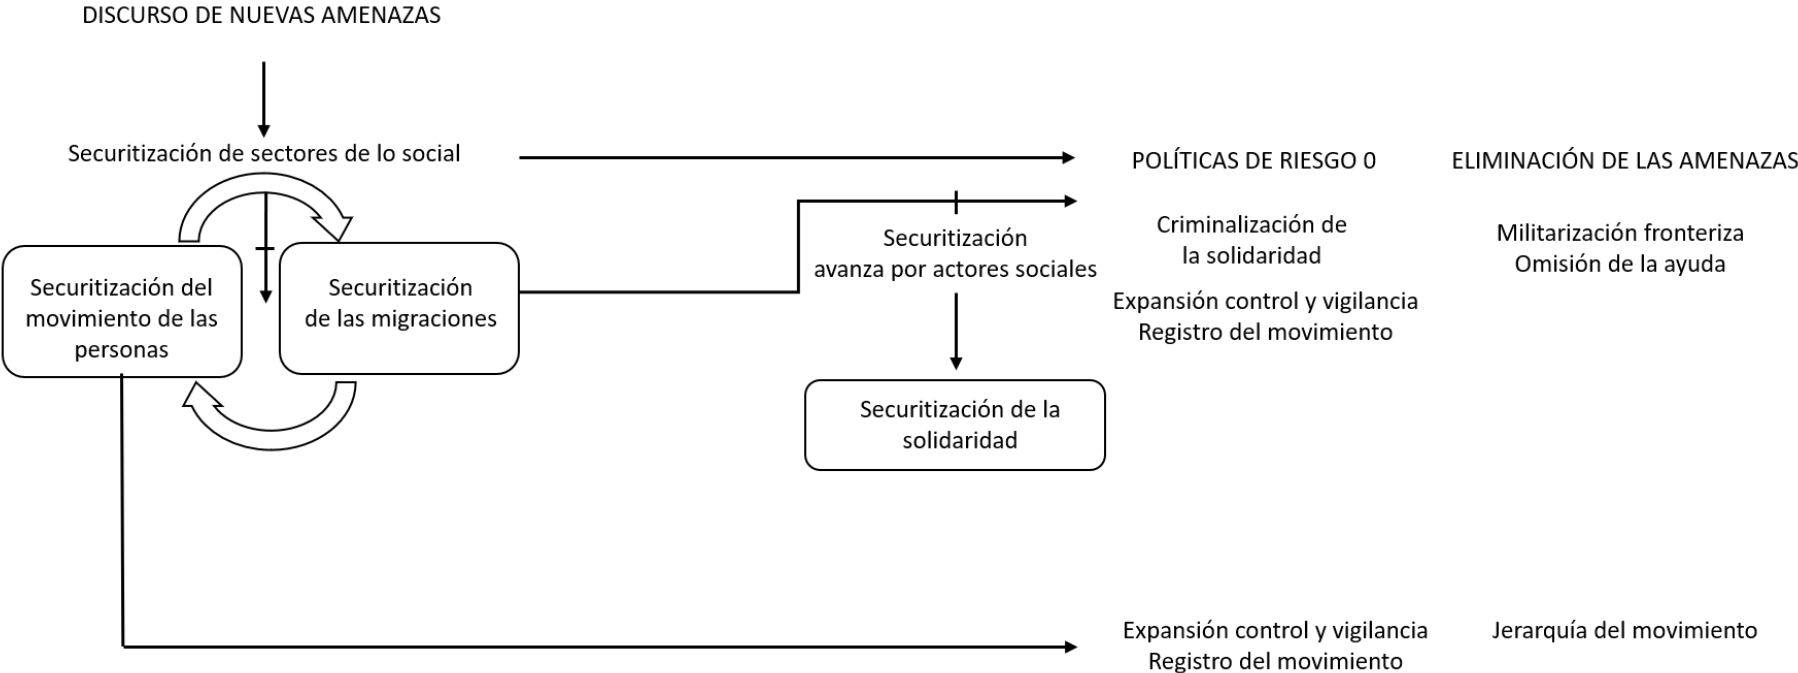 DISCURSO DE NUEVAS AMENAZAS
Securitización de sectores de lo social
POLÍTICAS DE RIESGO 0
ELIMINACIÓN DE LAS AMENAZAS
Securitización del
movimiento de las
personas
Securitización
de las migraciones
Securitización
avanza por actores sociales
Criminalización de
la solidaridad
Expansión control y vigilancia
Registro del movimiento
Militarización fronteriza
Omisión de la ayuda
Securitización de la
solidaridad
Expansión control y vigilancia
Registro del movimiento
Jerarquía del movimiento